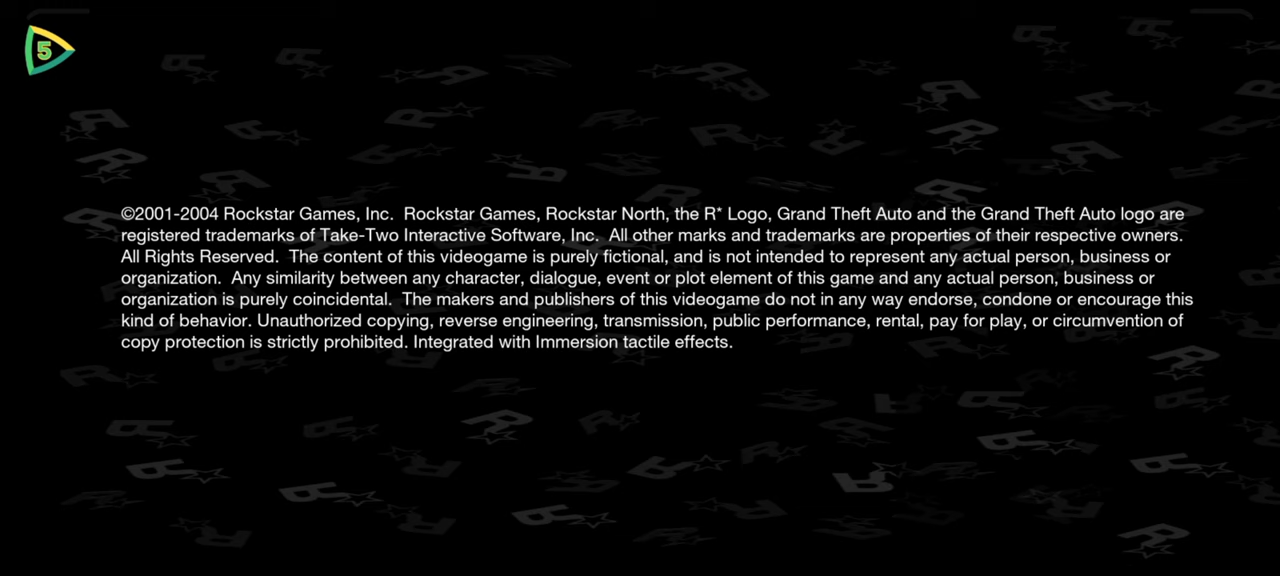 5
©2001-2004 Rockstar Games, Inc.  Rockstar Games, Rockstar North, the R* Logo, Grand Theft Auto and the Grand Theft Auto logo are
registered trademarks of Take-Two Interactive Software, Inc.  All other marks and trademarks are properties of their respective owners.
All Rights Reserved.  The content of this videogame is purely fictional, and is not intended to represent any actual person, business or
organization.  Any similarity between any character, dialogue, event or plot element of this game and any actual person, business or
organization is purely coincidental.  The makers and publishers of this videogame do not in any way endorse, condone or encourage this
kind of behavior. Unauthorized copying, reverse engineering, transmission, public performance, rental, pay for play, or circumvention of
copy protection is strictly prohibited. Integrated with Immersion tactile effects.